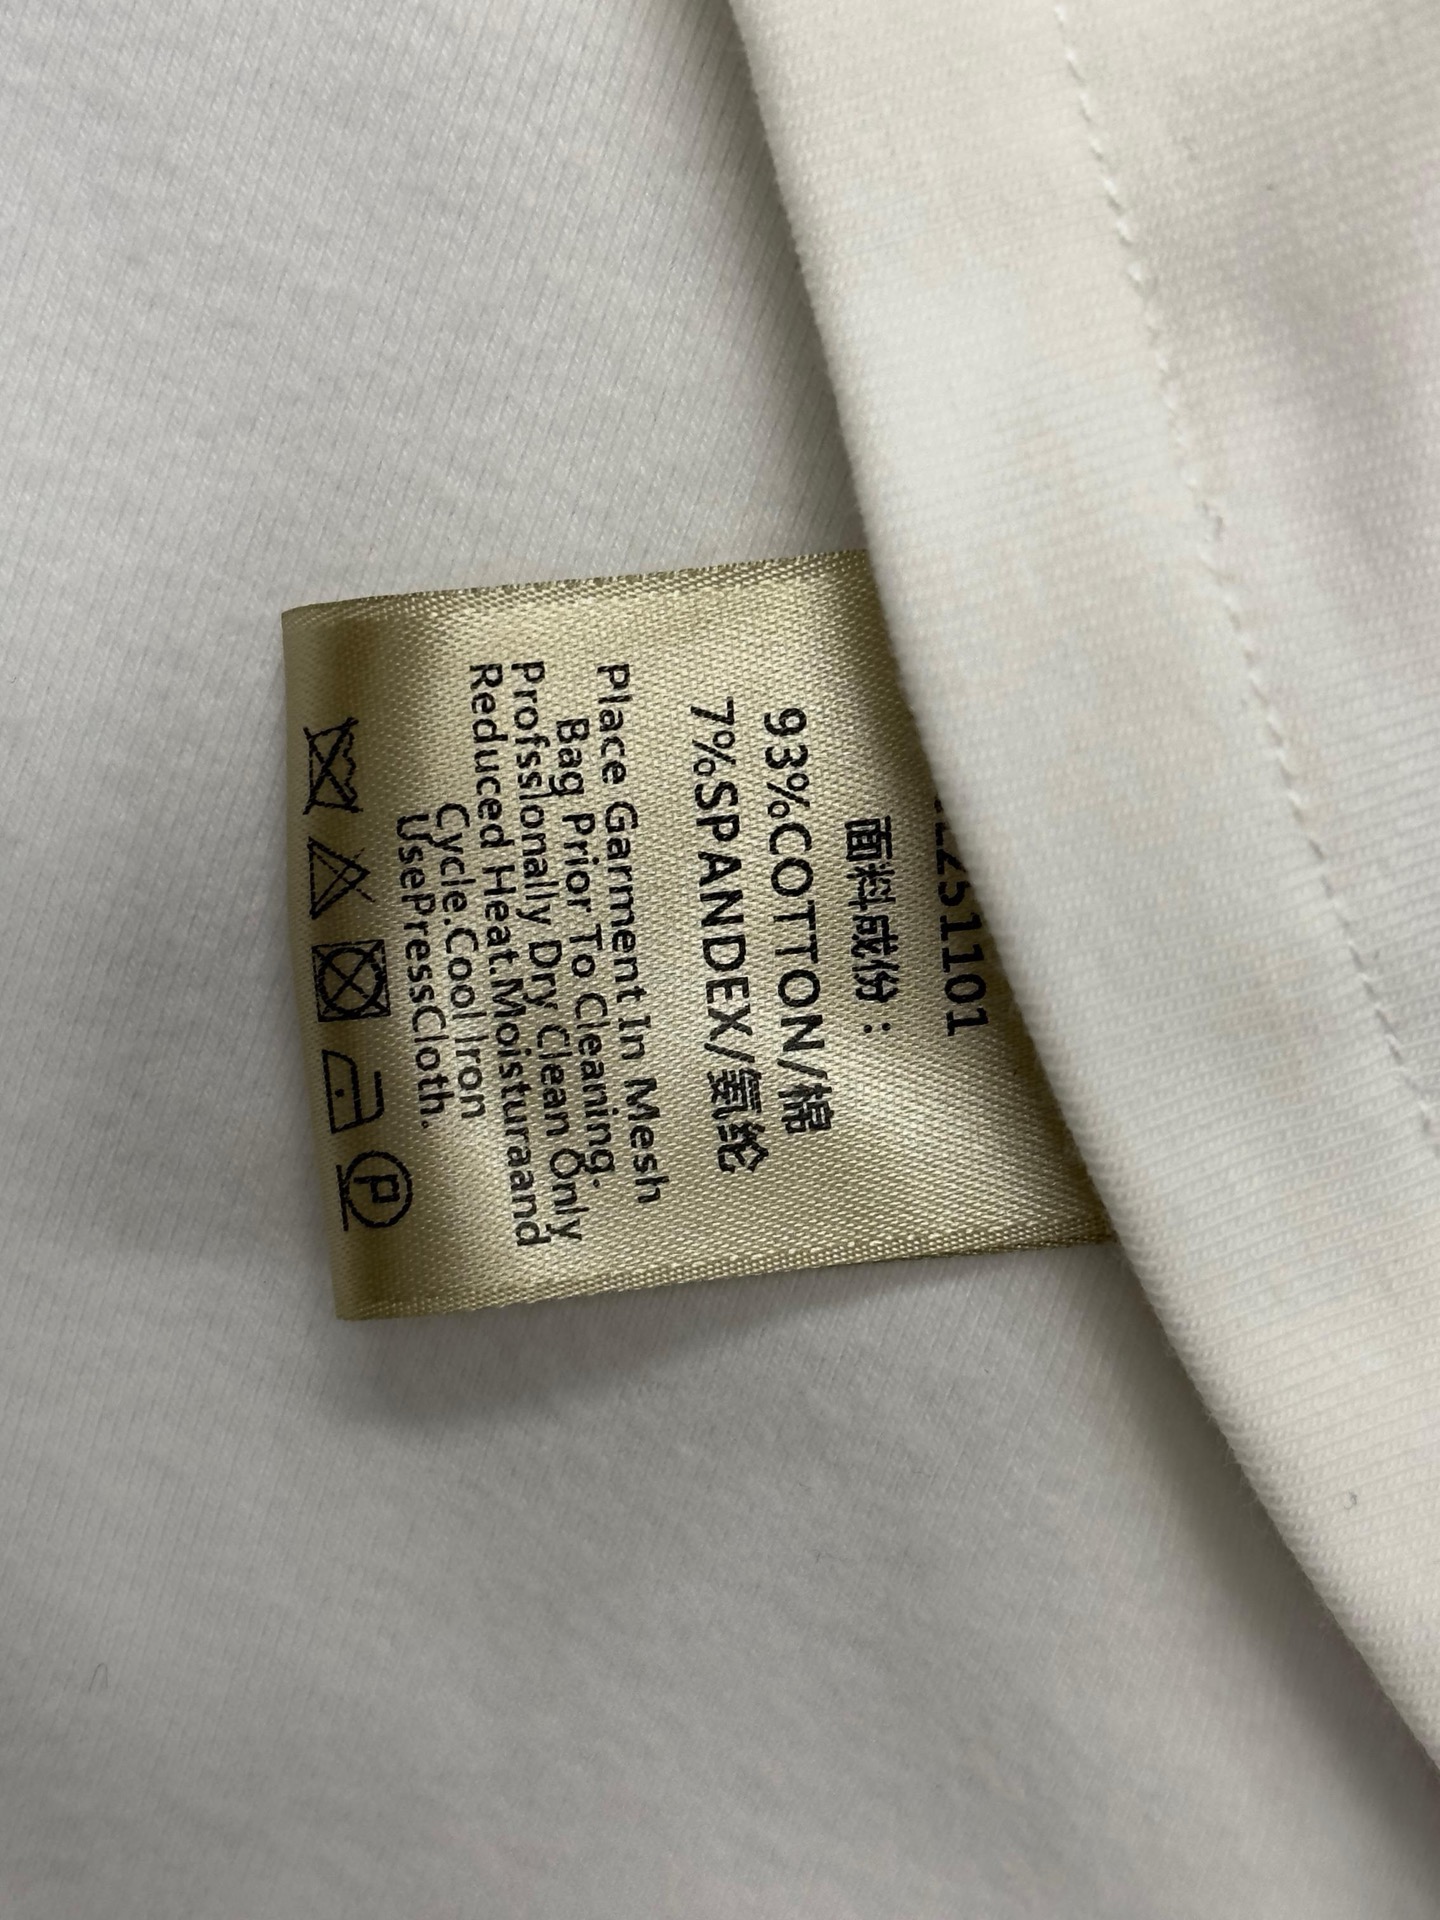 251101
面料成份：
93%COTTON/棉
7%SPANDEX/氨纶
Place Garment In Mesh
Bag Prior To Cleaning.
Profssionally Dry Clean Only
Reduced Heat.Moisturaand
Cycle.Cool Iron
UsePressCloth.
P